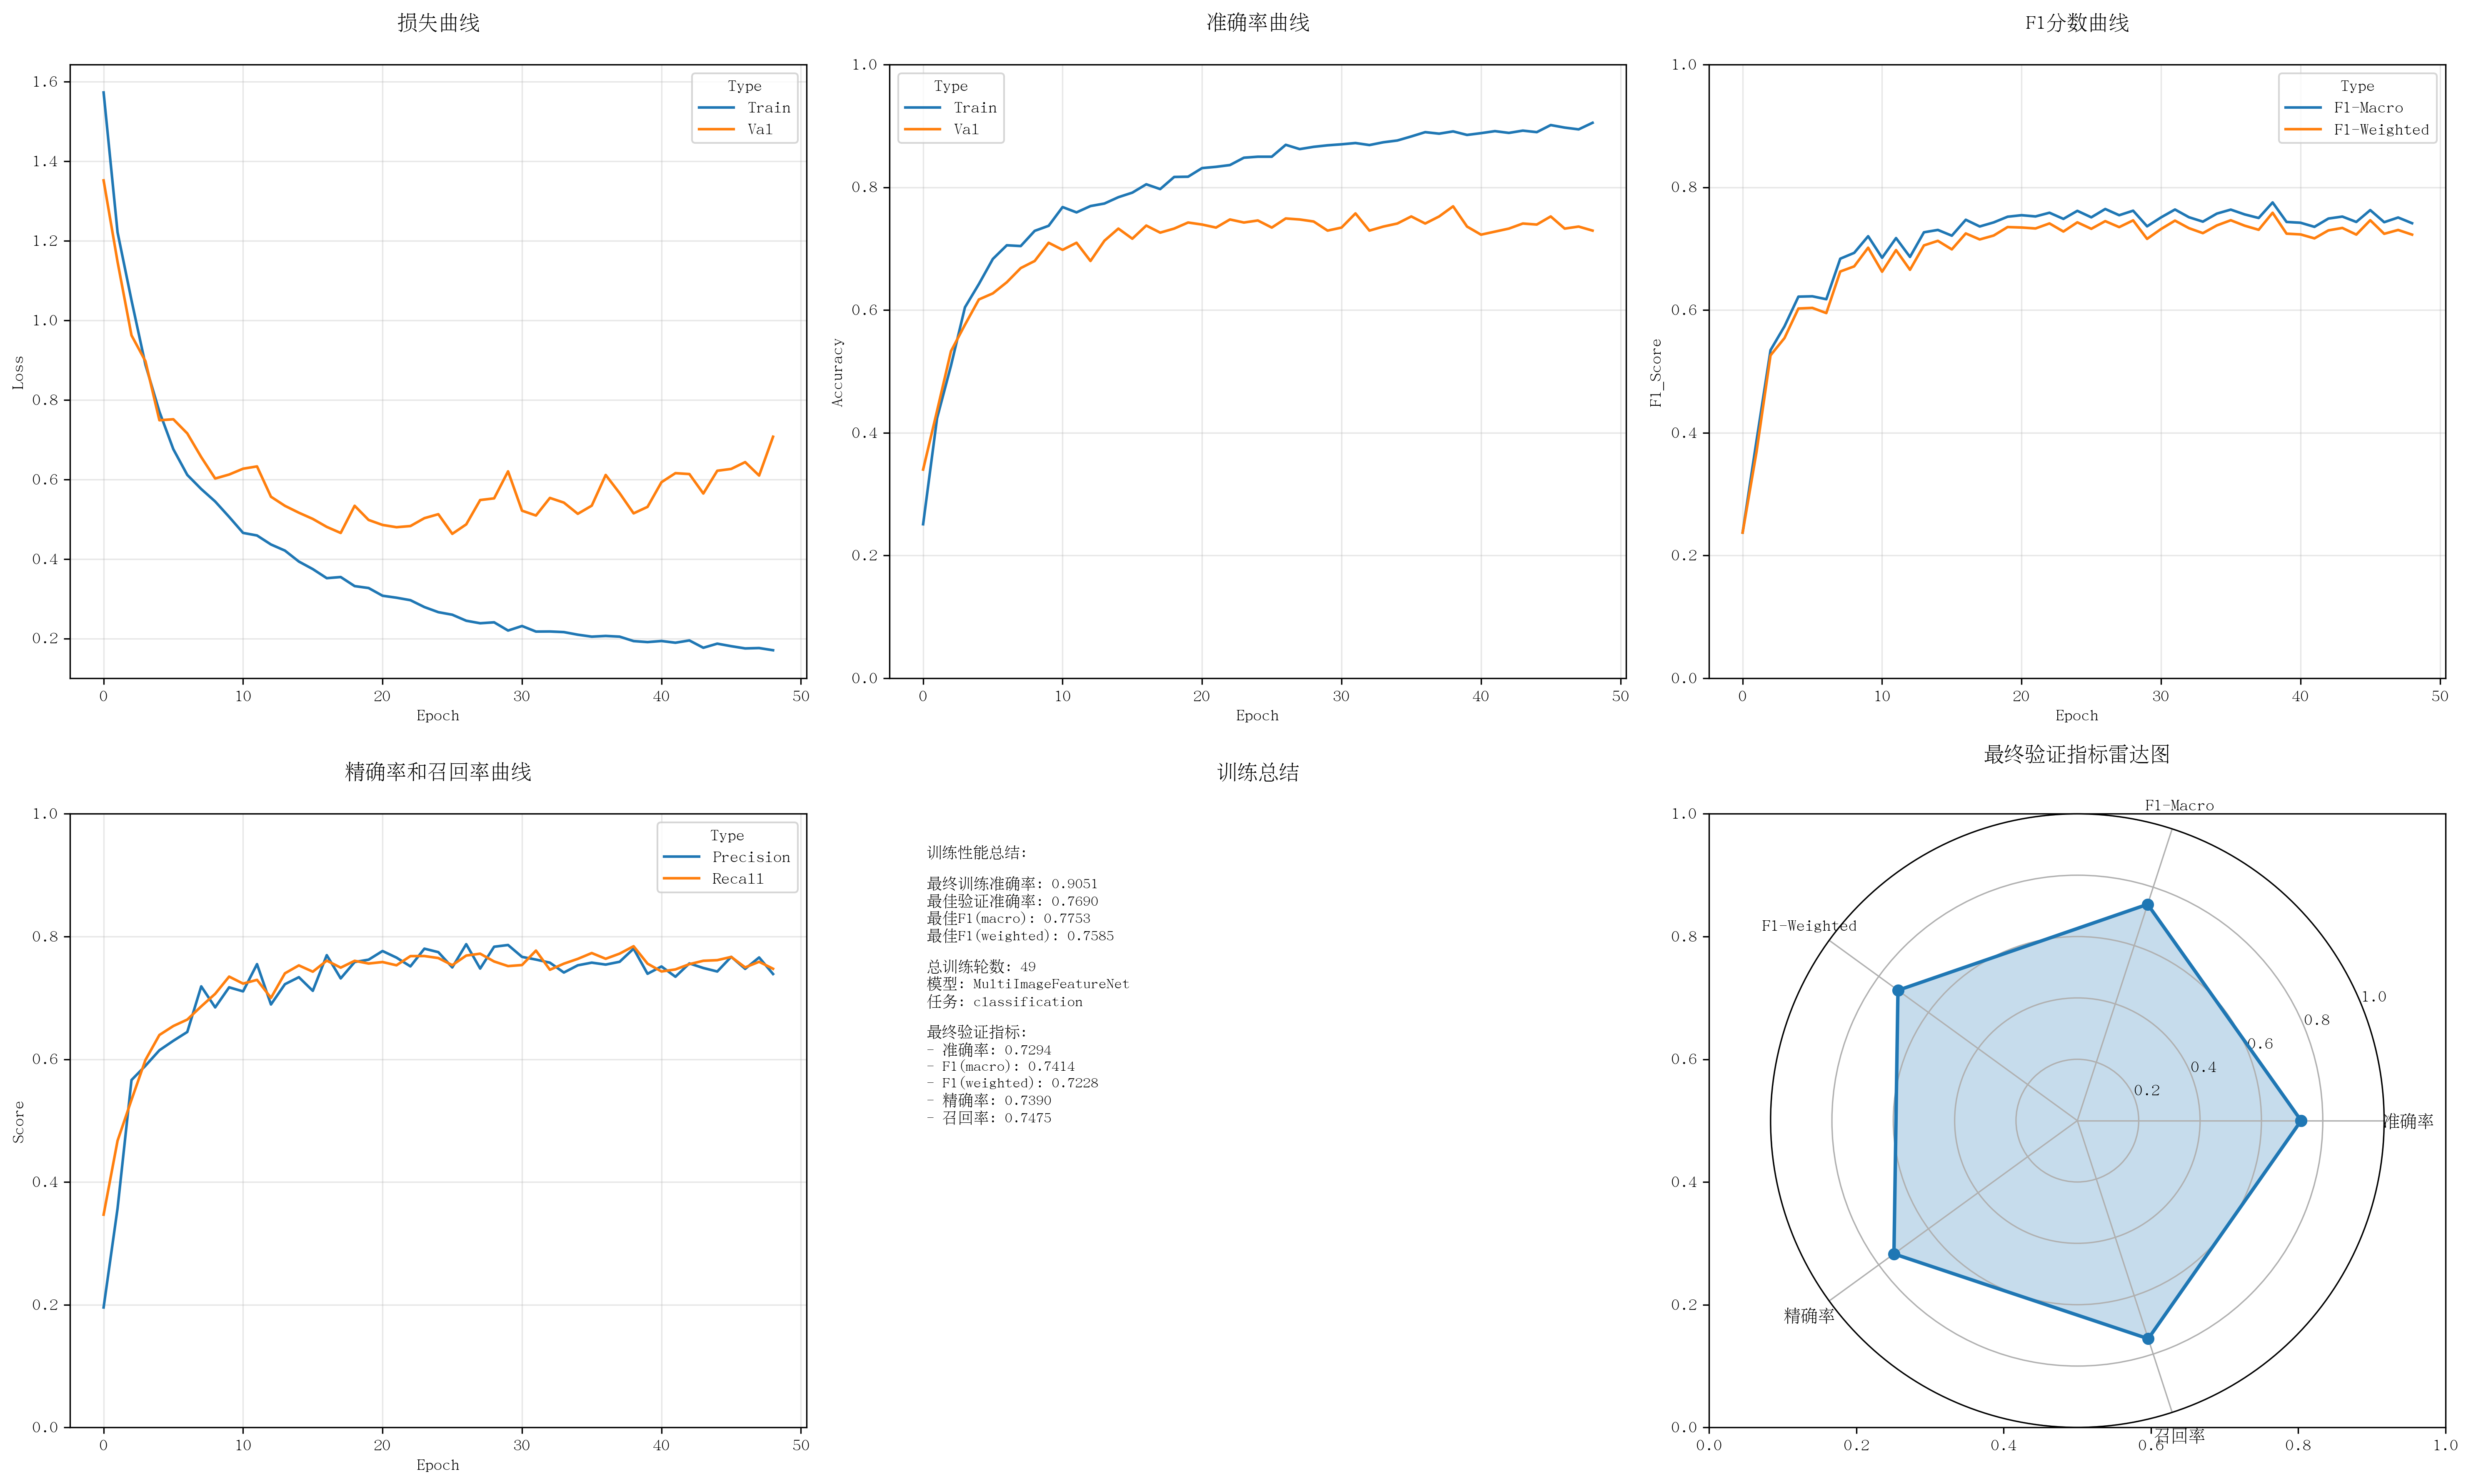 损失曲线
1.6
1.4
1.2
1.0
0.8
0.6
0.4
0.2
Loss
0 10 20 30 40 50
Epoch
Type
Train
Val
准确率曲线
1.0
0.8
0.6
0.4
0.2
0.0
Accuracy
0 10 20 30 40 50
Epoch
Type
Train
Val
F1分数曲线
1.0
0.8
0.6
0.4
0.2
0.0
F1_Score
0 10 20 30 40 50
Epoch
Type
F1-Macro
F1-Weighted
精确率和召回率曲线
1.0
0.8
0.6
0.4
0.2
0.0
Score
0 10 20 30 40 50
Epoch
Type
Precision
Recall
训练总结
训练性能总结:
最终训练准确率: 0.9051
最佳验证准确率: 0.7690
最佳F1(macro): 0.7753
最佳F1(weighted): 0.7585
总训练轮数: 49
模型: MultiImageFeatureNet
任务: classification
最终验证指标:
- 准确率: 0.7294
- F1(macro): 0.7414
- F1(weighted): 0.7228
- 精确率: 0.7390
- 召回率: 0.7475
最终验证指标雷达图
1.0
0.8
0.6
0.4
0.2
0.0
0.0 0.2 0.4 0.6 0.8 1.0
F1-Macro
F1-Weighted
准确率
精确率
召回率
1.0
0.8
0.6
0.4
0.2